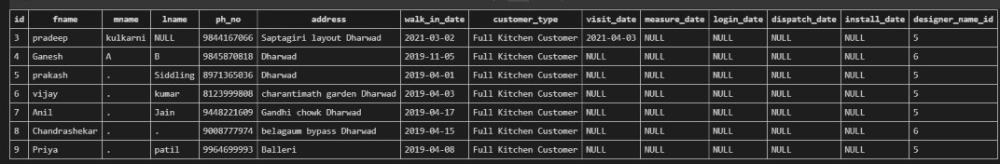 id fname mname lname ph_no address walk_in_date customer_type visit_date measure_date login_date dispatch_date install_date designer_name_id
3 pradeep kulkarni NULL 9844167066 Saptagiri layout Dharwad 2021-03-02 Full Kitchen Customer 2021-04-03 NULL NULL NULL NULL 5
4 Ganesh A B 9845870818 Dharwad 2019-11-05 Full Kitchen Customer NULL NULL NULL NULL NULL 6
5 prakash . Siddling 8971365036 Dharwad 2019-04-01 Full Kitchen Customer NULL NULL NULL NULL NULL 5
6 vijay . kumar 8123999808 charantimath garden Dharwad 2019-04-03 Full Kitchen Customer NULL NULL NULL NULL NULL 5
7 Anil . Jain 9448221609 Gandhi chowk Dharwad 2019-04-17 Full Kitchen Customer NULL NULL NULL NULL NULL 5
8 Chandrashekar . . 9008777974 belagaum bypass Dharwad 2019-04-15 Full Kitchen Customer NULL NULL NULL NULL NULL 6
9 Priya . patil 9964699993 Balleri 2019-04-08 Full Kitchen Customer NULL NULL NULL NULL NULL 5